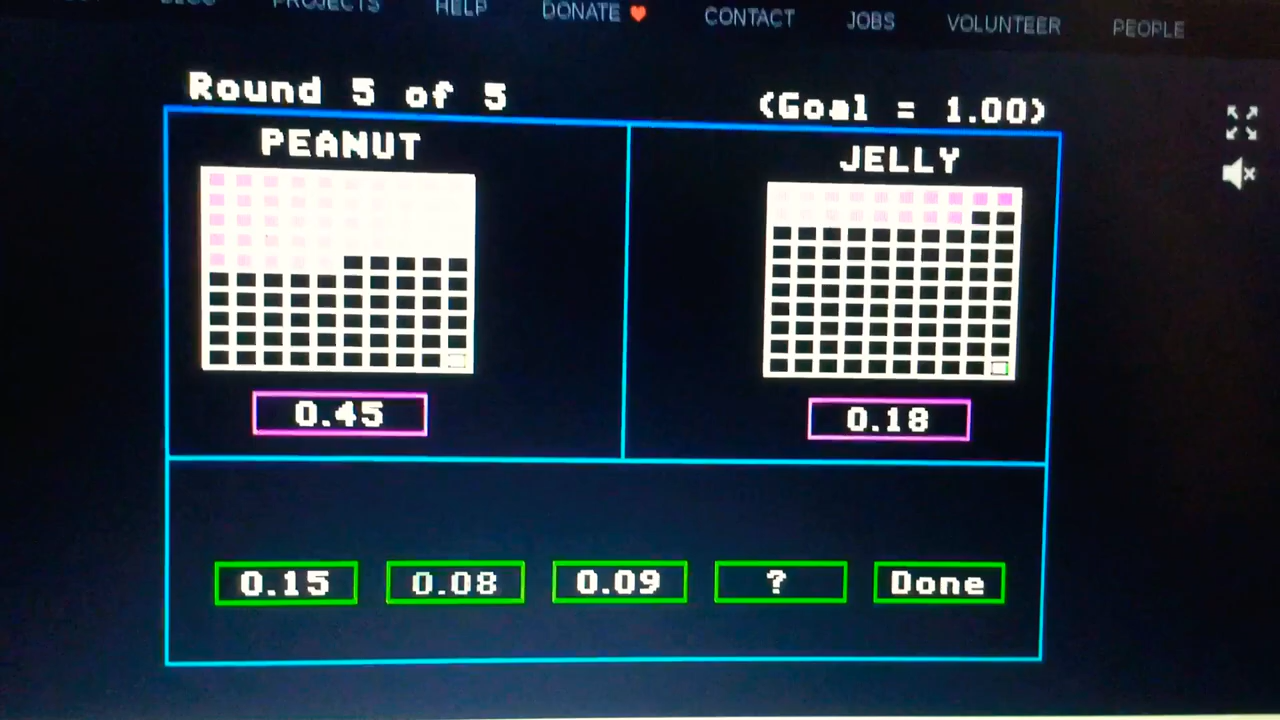 PROJECTS HELP DONATE CONTACT JOBS VOLUNTEER PEOPLE
Round 5 of 5
(Goal = 1.00)
PEANUT
JELLY
0.45
0.18
0.15 0.08 0.09 ? Done